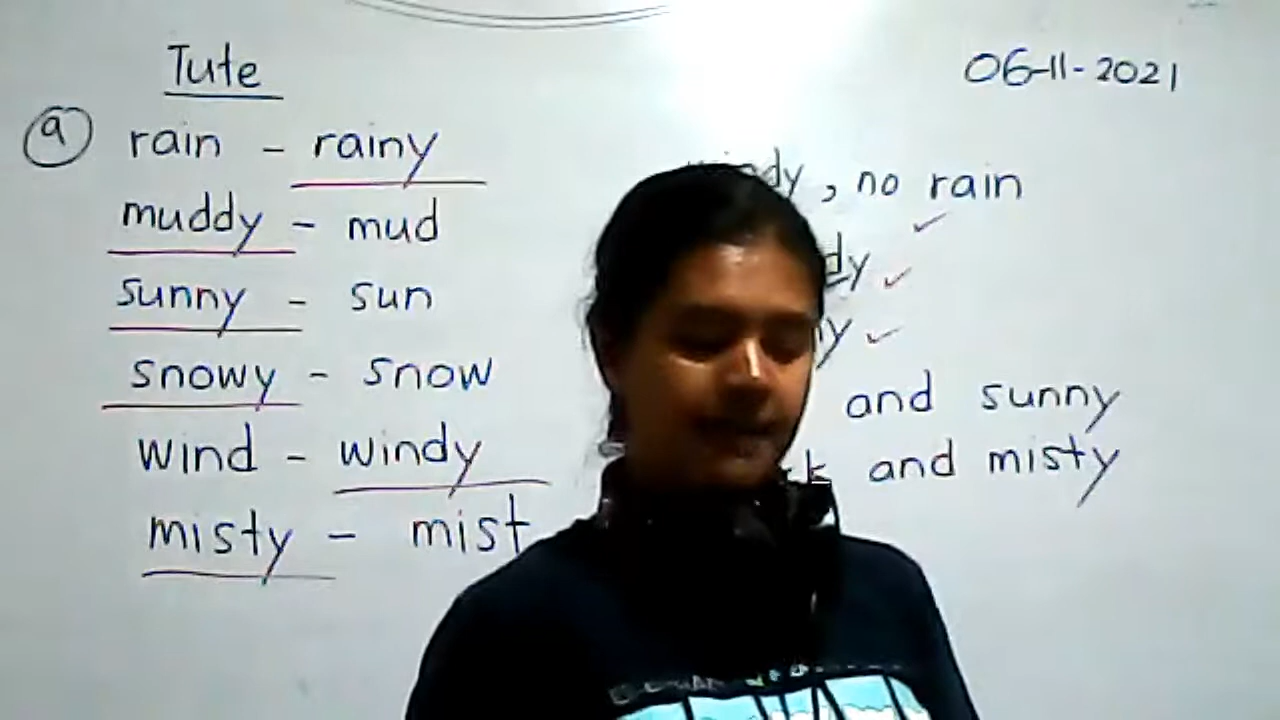 Tute
06-11-2021
a
rain - rainy
muddy - mud
sunny - sun
snowy - snow
wind - windy
misty - mist
, no rain
and sunny
and misty